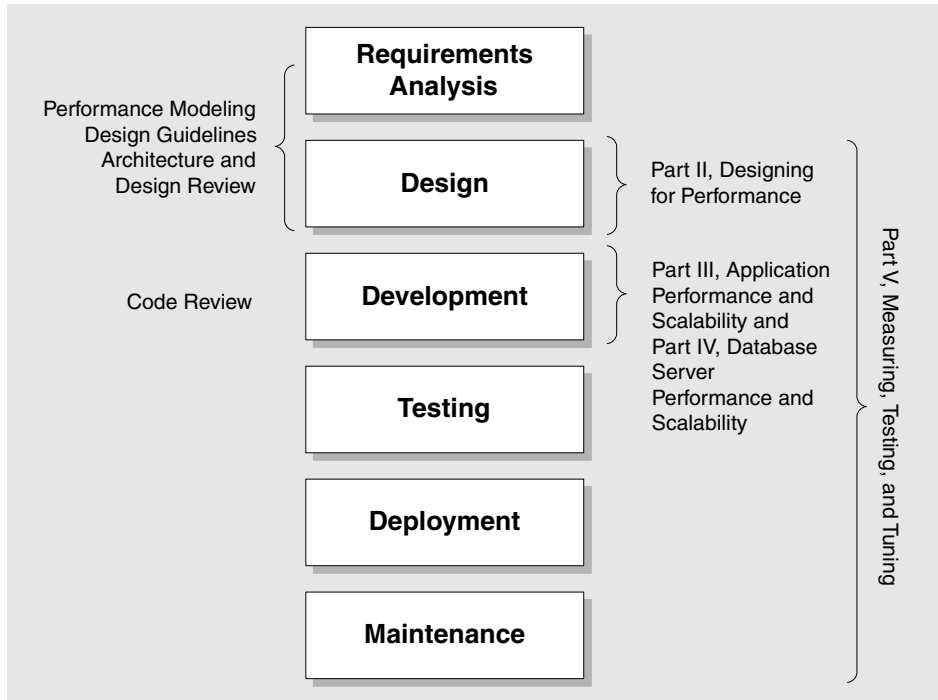 Requirements
Analysis
Performance Modeling
Design Guidelines
Architecture and
Design Review
Design
Part II, Designing
for Performance
Code Review
Development
Part III, Application
Performance and
Scalability and
Part IV, Database
Server
Performance and
Scalability
Part V, Measuring, Testing, and Tuning
Testing
Deployment
Maintenance